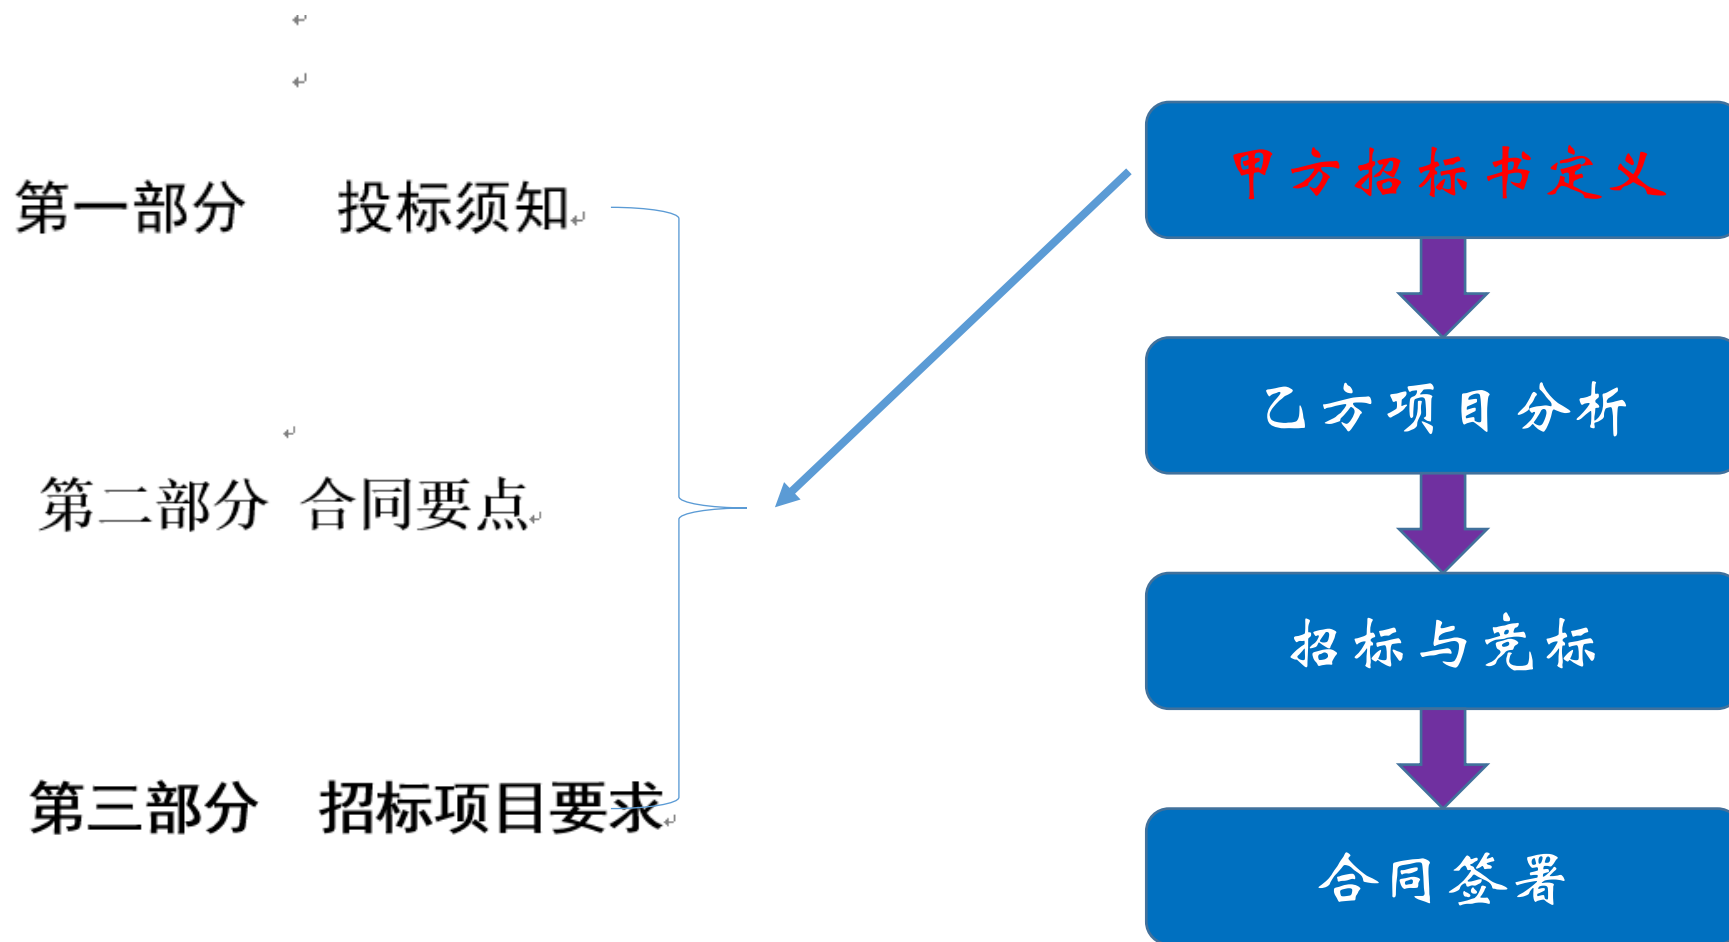 第一部分 投标须知
第二部分 合同要点
第三部分 招标项目要求
甲方招标书定义
乙方项目分析
招标与竞标
合同签署